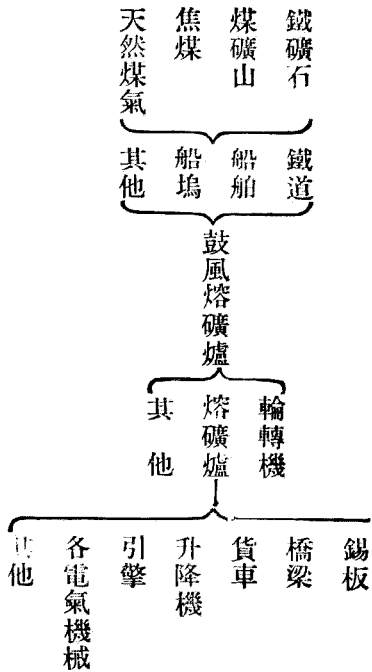 鐵礦石
煤礦山
焦煤
天然煤氣
鐵道
船舶
船塢
其他
鼓風熔礦爐
輪轉機
熔礦爐
其他
錫板
橋梁
貨車
升降機
引擎
各電氣機械
其他